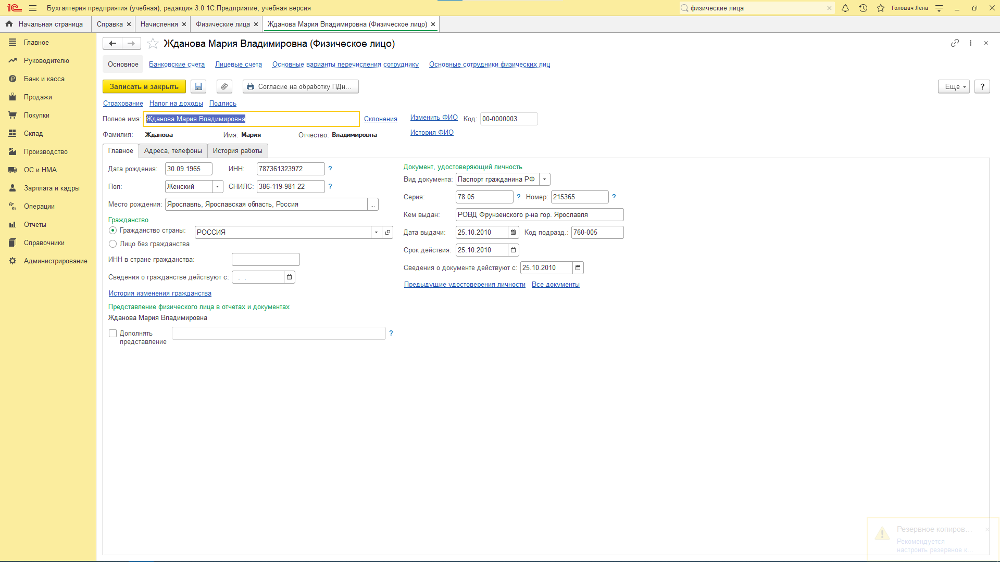 Бухгалтерия предприятия (учебная), редакция 3.0 1С:Предприятие, учебная версия
физические лица
Головач Лена
Начальная страница
Справка
Начисления
Физические лица
Жданова Мария Владимировна (Физическое лицо)
Главное
Руководителю
Банк и касса
Продажи
Покупки
Склад
Производство
ОС и НМА
Зарплата и кадры
Операции
Отчеты
Справочники
Администрирование
Жданова Мария Владимировна (Физическое лицо)
Основное Банковские счета Лицевые счета Основные варианты перечисления сотруднику Основные сотрудники физических лиц
Записать и закрыть Согласие на обработку ПДн... Еще ?
Страхование Налог на доходы Подпись
Полное имя: Жданова Мария Владимировна Склонения Изменить ФИО Код: 00-0000003
Фамилия: Жданова Имя: Мария Отчество: Владимировна История ФИО
Главное Адреса, телефоны История работы
Дата рождения: 30.09.1965 ИНН: 787361323972 ?
Пол: Женский СНИЛС: 386-119-981 22 ?
Место рождения: Ярославль, Ярославская область, Россия ...
Гражданство
Гражданство страны: РОССИЯ
Лицо без гражданства
ИНН в стране гражданства:
Сведения о гражданстве действуют с: . .
История изменения гражданства
Представление физического лица в отчетах и документах
Жданова Мария Владимировна
Дополнять
представление ?
Документ, удостоверяющий личность
Вид документа: Паспорт гражданина РФ
Серия: 78 05 ? Номер: 215365 ?
Кем выдан: РОВД Фрунзенского р-на гор. Ярославля
Дата выдачи: 25.10.2010 Код подразд.: 760-005
Срок действия: 25.10.2010
Сведения о документе действуют с: 25.10.2010
Предыдущие удостоверения личности Все документы
Резервное копиров...
Рекомендуется
настроить резервное к...